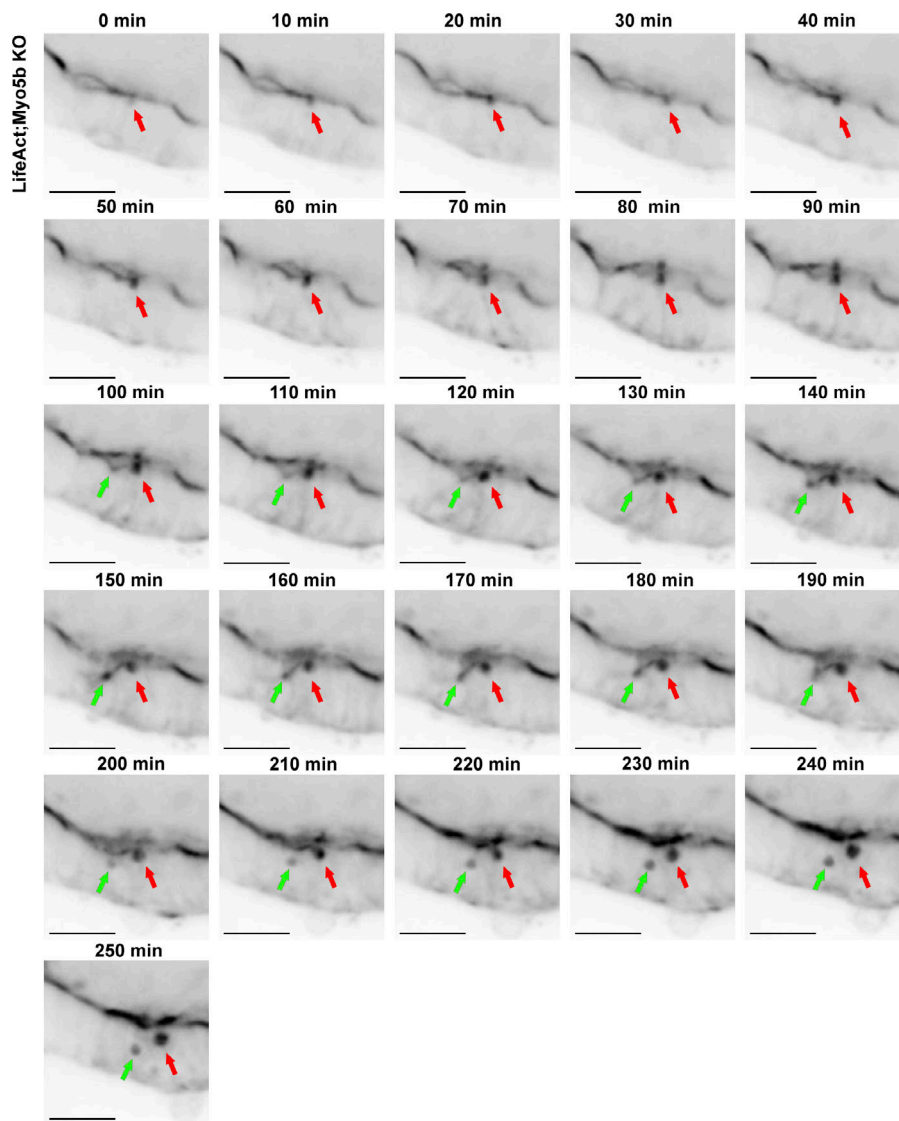 LifeAct;Myo5b KO
0 min 10 min 20 min 30 min 40 min
50 min 60 min 70 min 80 min 90 min
100 min 110 min 120 min 130 min 140 min
150 min 160 min 170 min 180 min 190 min
200 min 210 min 220 min 230 min 240 min
250 min